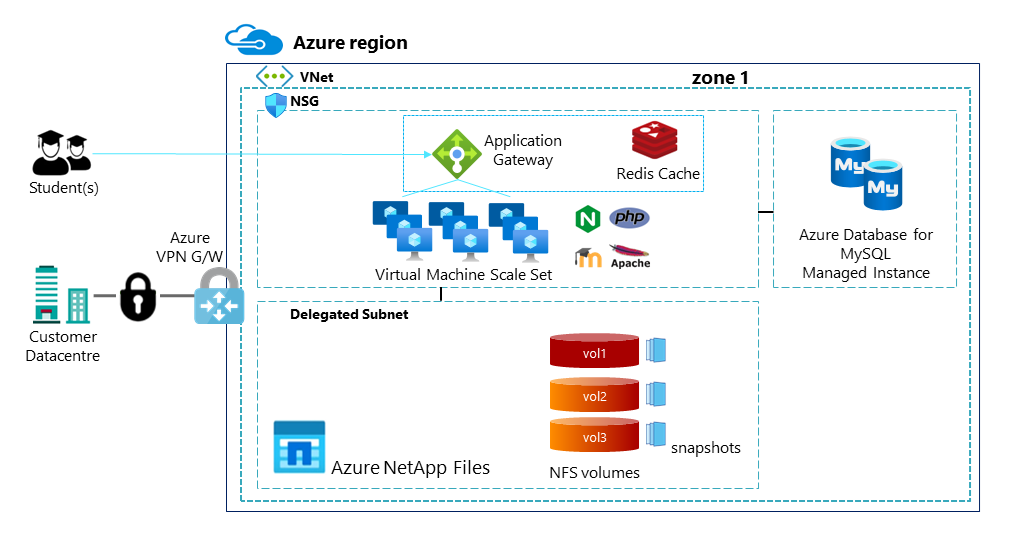 Azure region
VNet
zone 1
NSG
Application
Gateway
Redis Cache
Student(s)
My
My
N
php
Azure Database for
MySQL
Managed Instance
Azure
VPN G/W
Virtual Machine Scale Set
m
Apache
Customer
Datacentre
Delegated Subnet
vol1
vol2
vol3
snapshots
Azure NetApp Files
NFS volumes